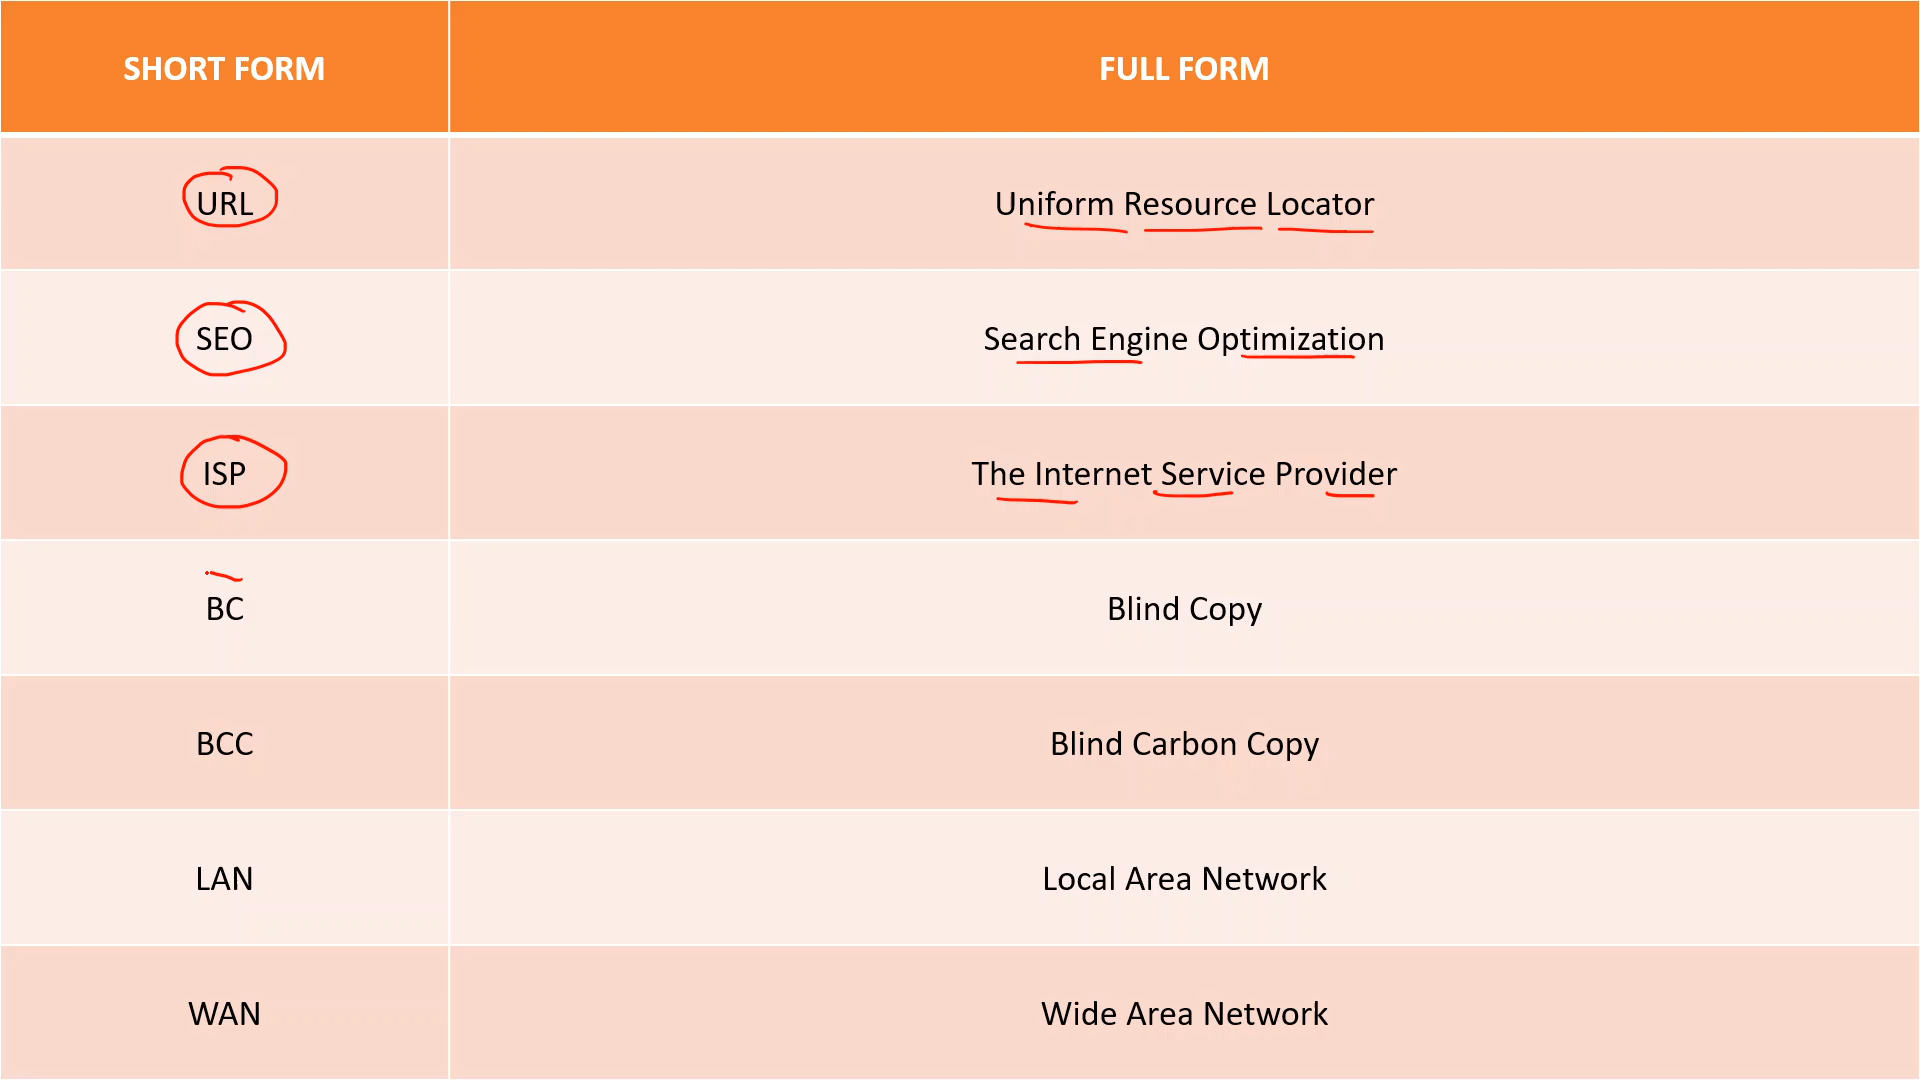 SHORT FORM FULL FORM
URL Uniform Resource Locator
SEO Search Engine Optimization
ISP The Internet Service Provider
BC Blind Copy
BCC Blind Carbon Copy
LAN Local Area Network
WAN Wide Area Network